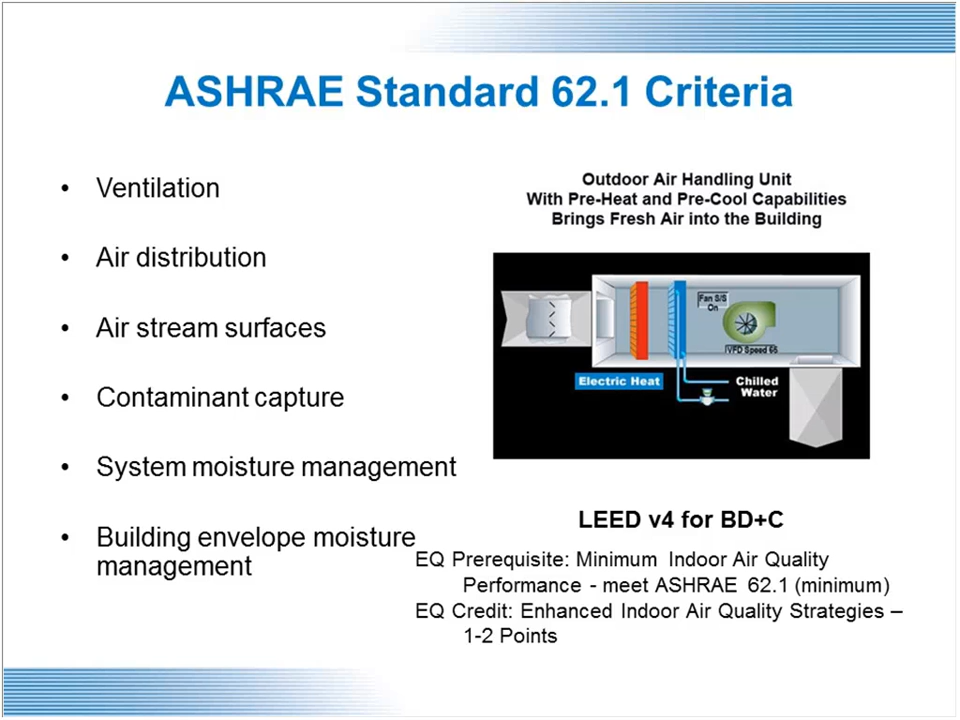 ASHRAE Standard 62.1 Criteria
• Ventilation
• Air distribution
• Air stream surfaces
• Contaminant capture
• System moisture management
• Building envelope moisture
management
Outdoor Air Handling Unit
With Pre-Heat and Pre-Cool Capabilities
Brings Fresh Air into the Building
Fan S/S
On
VFD Speed 66
Electric Heat
Chilled
Water
LEED v4 for BD+C
EQ Prerequisite: Minimum Indoor Air Quality
Performance - meet ASHRAE 62.1 (minimum)
EQ Credit: Enhanced Indoor Air Quality Strategies –
1-2 Points